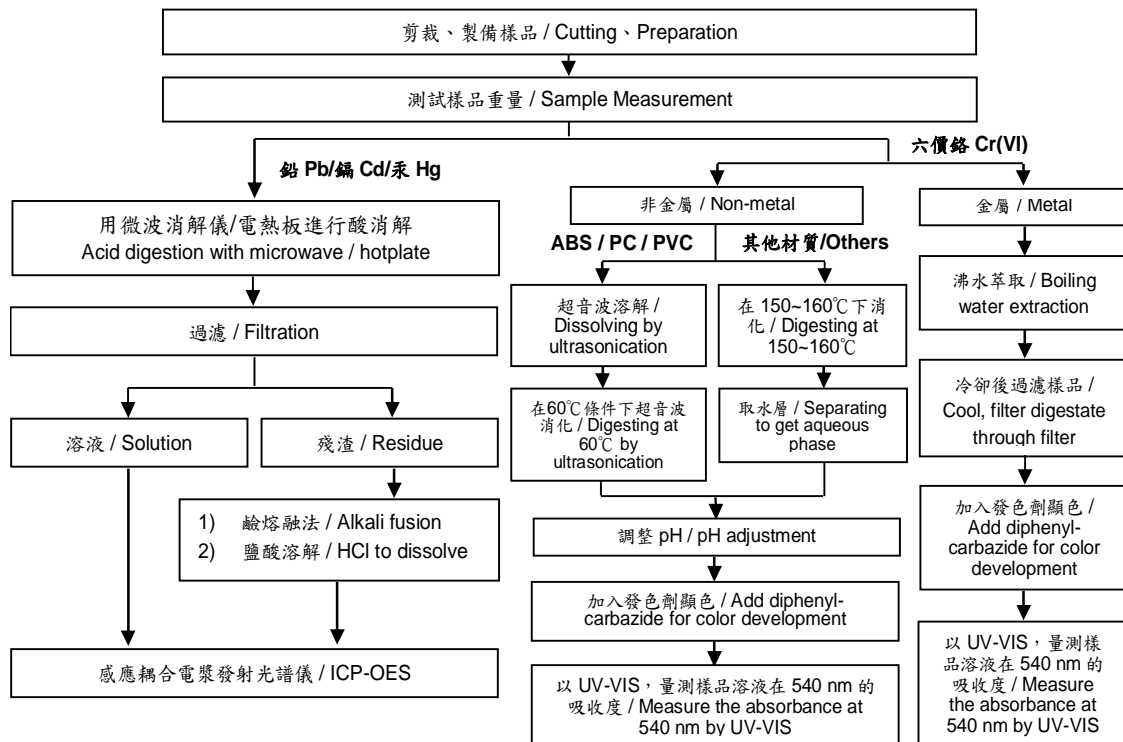 剪裁、製備樣品 / Cutting、Preparation
測試樣品重量 / Sample Measurement
六價鉻 Cr(VI)
鉛 Pb/鎘 Cd/汞 Hg
用微波消解儀/電熱板進行酸消解
Acid digestion with microwave / hotplate
過濾 / Filtration
溶液 / Solution
殘渣 / Residue
1) 鹼熔融法 / Alkali fusion
2) 鹽酸溶解 / HCl to dissolve
感應耦合電漿發射光譜儀 / ICP-OES
非金屬 / Non-metal
ABS / PC / PVC
其他材質/Others
超音波溶解 /
Dissolving by
ultrasonication
在 150~160℃下消
化 / Digesting at
150~160℃
在60℃條件下超音波
消化 / Digesting at
60℃ by
ultrasonication
取水層 / Separating
to get aqueous
phase
調整 pH / pH adjustment
加入發色劑顯色 / Add diphenyl-
carbazide for color development
以 UV-VIS，量測樣品溶液在 540 nm 的
吸收度 / Measure the absorbance at
540 nm by UV-VIS
金屬 / Metal
沸水萃取 / Boiling
water extraction
冷卻後過濾樣品 /
Cool, filter digestate
through filter
加入發色劑顯色 /
Add diphenyl-
carbazide for color
development
以 UV-VIS，量測樣
品溶液在 540 nm 的
吸收度 / Measure
the absorbance at
540 nm by UV-VIS